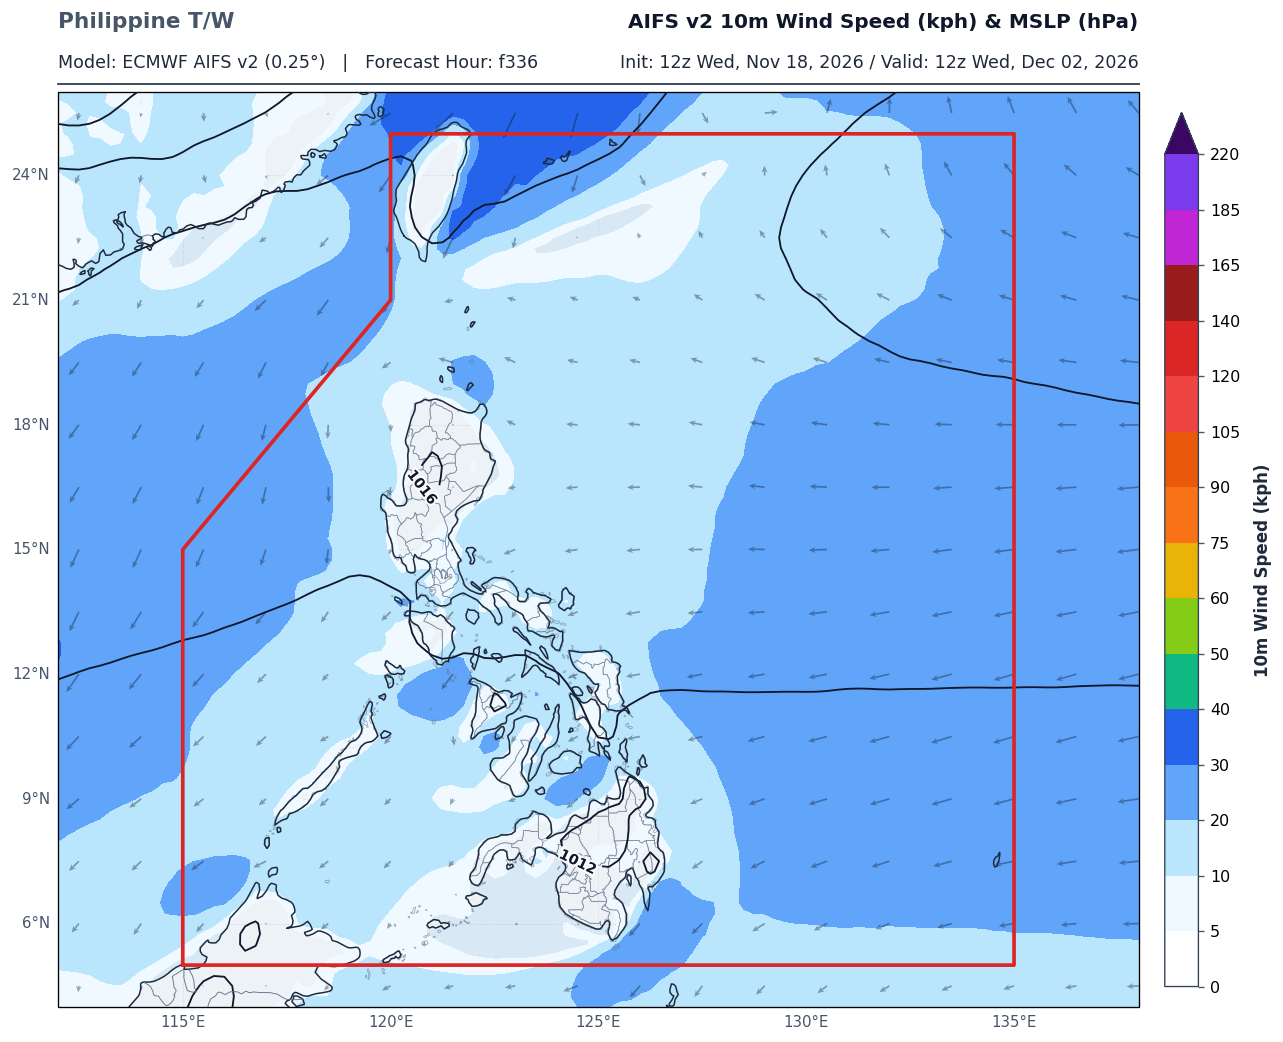 Philippine T/W
AIFS v2 10m Wind Speed (kph) & MSLP (hPa)
Model: ECMWF AIFS v2 (0.25°) | Forecast Hour: f336
Init: 12z Wed, Nov 18, 2026 / Valid: 12z Wed, Dec 02, 2026
24°N
21°N
18°N
15°N
12°N
9°N
6°N
1016
1012
115°E
120°E
125°E
130°E
135°E
220
185
165
140
120
105
90
75
60
50
40
30
20
10
5
0
10m Wind Speed (kph)